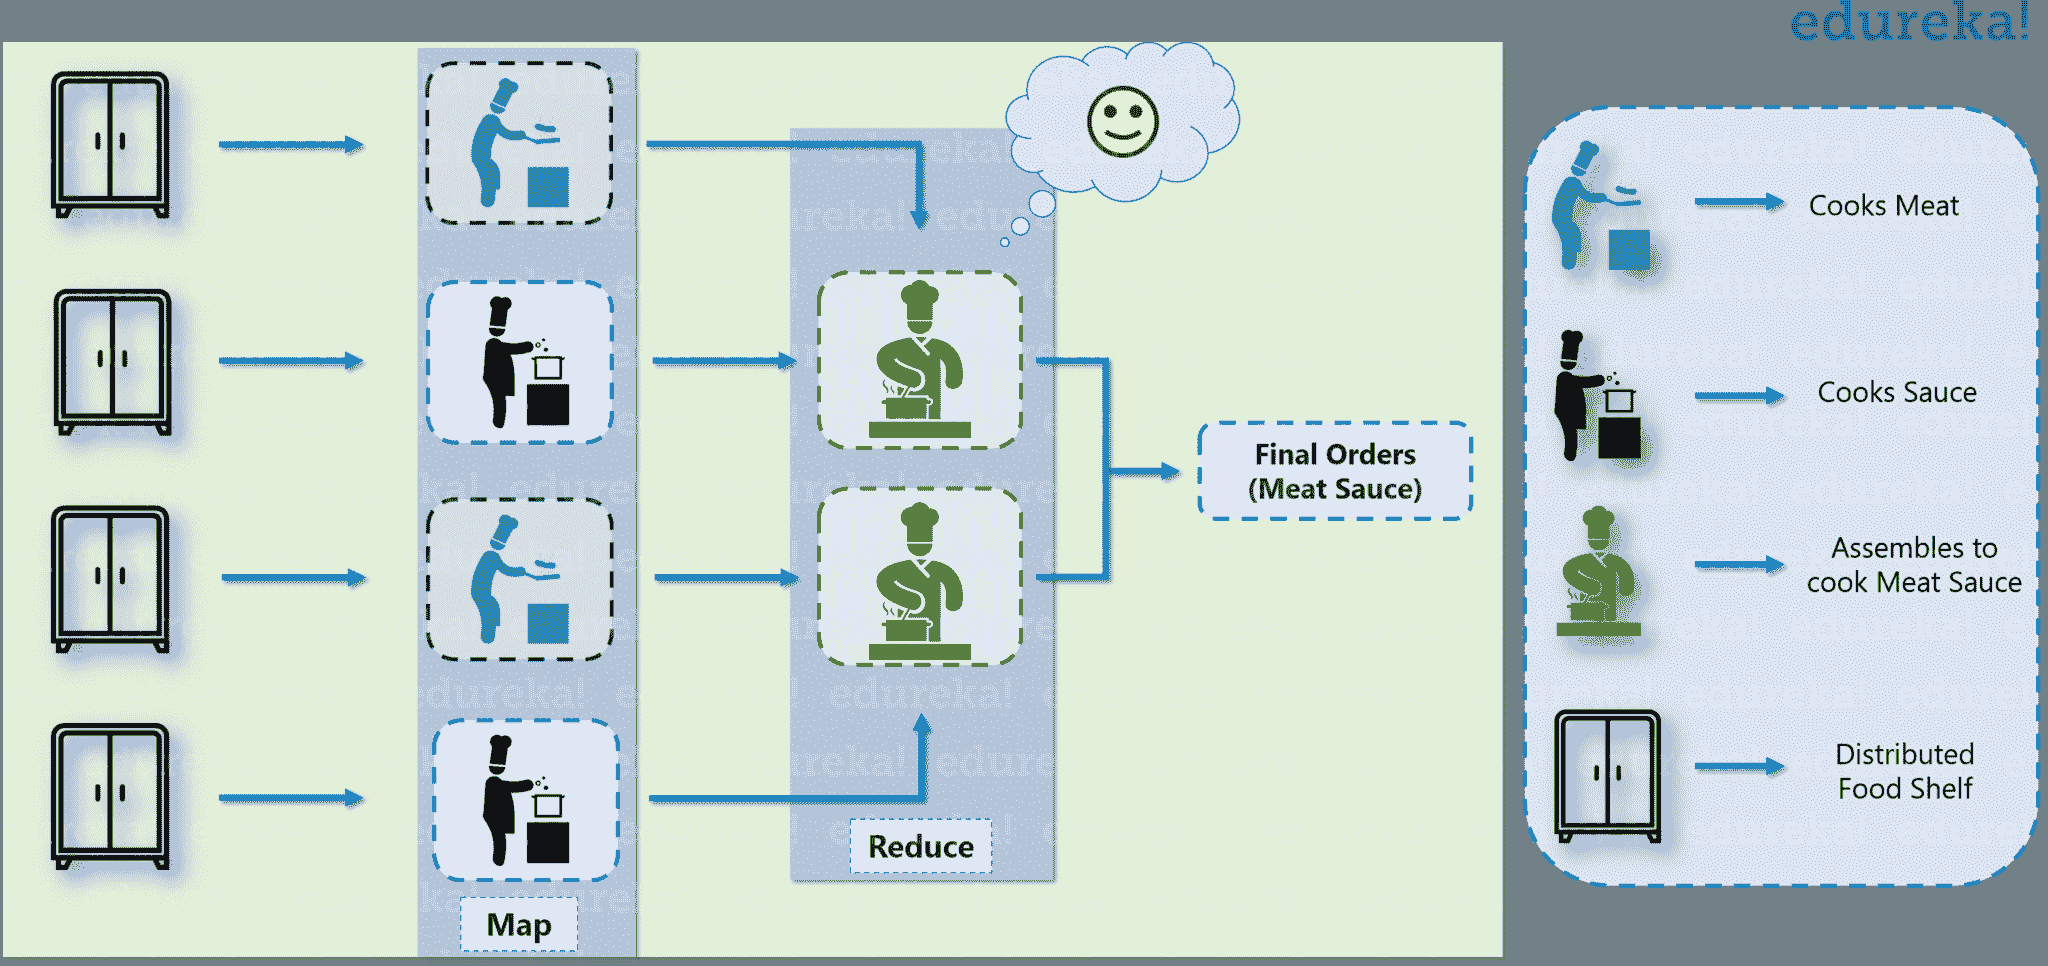 edureka!
Final Orders
(Meat Sauce)
Reduce
Map
Cooks Meat
Cooks Sauce
Assembles to
cook Meat Sauce
Distributed
Food Shelf